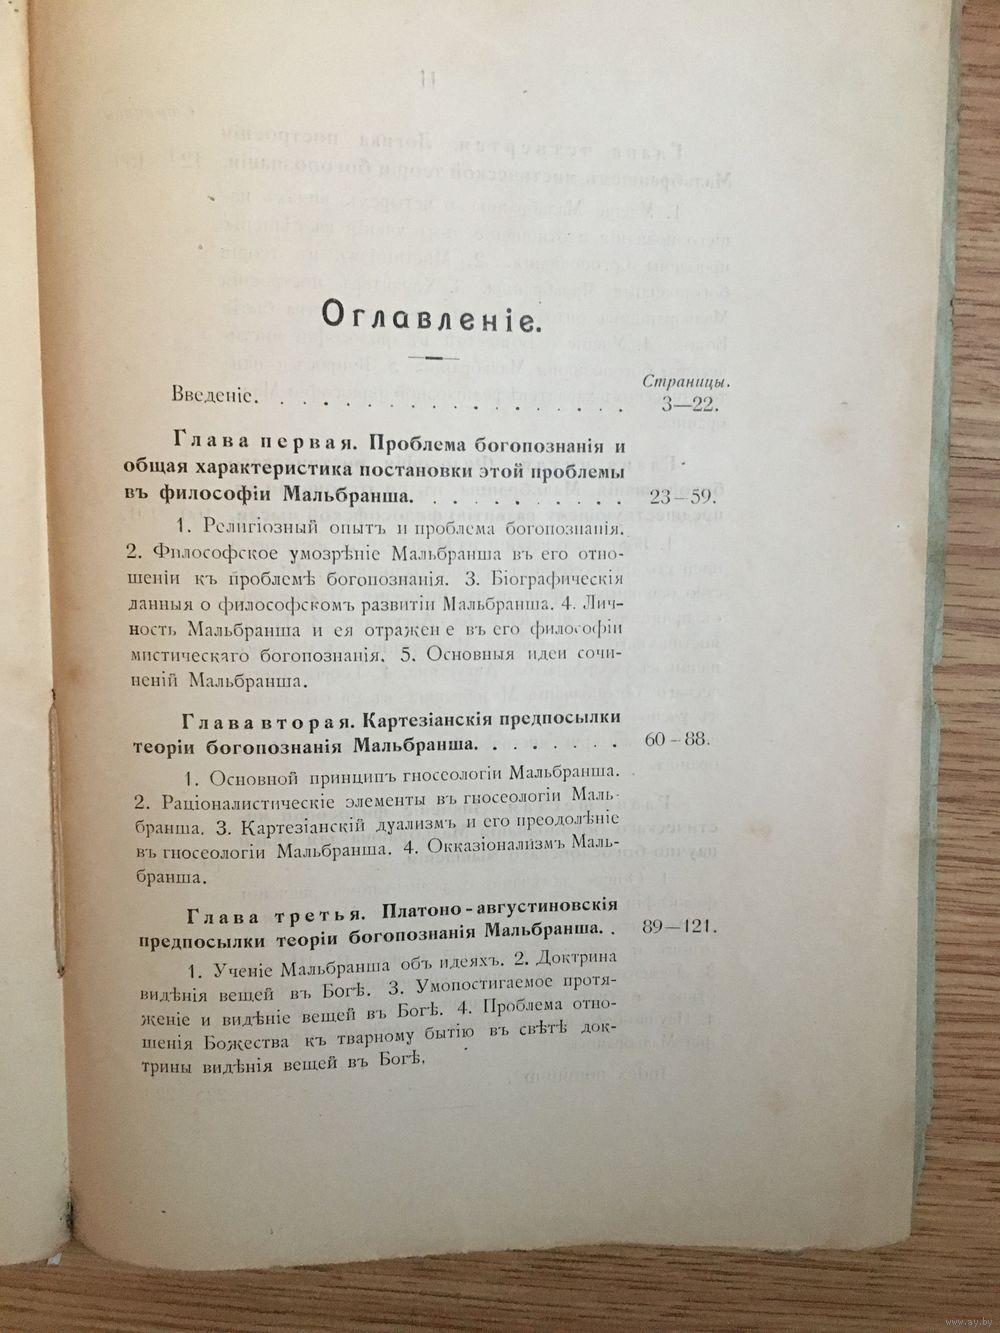 Оглавленіе.
Страницы.
Введеніе. . . . . . . . . . . . . . 3—22.
Глава первая. Проблема богопознанія и
общая характеристика постановки этой проблемы
въ философіи Мальбранша. . . . . . . . . . 23—59.
1. Религіозный опытъ и проблема богопознанія.
2. Философское умозрѣніе Мальбранша въ его отно-
шеніи къ проблемѣ богопознанія. 3. Біографическія
данныя о философскомъ развитіи Мальбранша. 4. Лич-
ность Мальбранша и ея отражен е въ его философіи
мистическаго богопознанія. 5. Основныя идеи сочи-
неній Мальбранша.
Глава вторая. Картезіанскія предпосылки
теоріи богопознанія Мальбранша. . . . . . . . 60—88.
1. Основной принципъ гносеологіи Мальбранша.
2. Раціоналистическіе элементы въ гносеологіи Маль-
бранша. 3. Картезіанскій дуализмъ и его преодолѣніе
въ гносеологіи Мальбранша. 4. Окказіонализмъ Маль-
бранша.
Глава третья. Платоно-августиновскія
предпосылки теоріи богопознанія Мальбранша. . 89—121.
1. Ученіе Мальбранша объ идеяхъ. 2. Доктрина
видѣнія вещей въ Богѣ. 3. Умопостигаемое протя-
женіе и видѣніе вещей въ Богѣ. 4. Проблема отно-
шенія Божества къ тварному бытію въ свѣтѣ док-
трины видѣнія вещей въ Богѣ.
www.ay.by